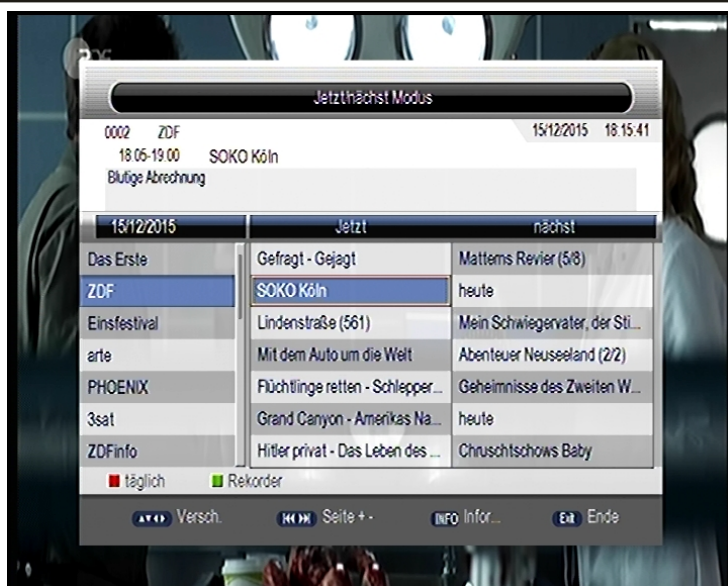 ZDF
Jetzt/nächst Modus
0002 ZDF 15/12/2015 18:15:41
18:05-19:00 SOKO Köln
Blutige Abrechnung
15/12/2015 Jetzt nächst
Das Erste Gefragt - Gejagt Matterns Revier (5/8)
ZDF SOKO Köln heute
Einsfestival Lindenstraße (561) Mein Schwiegervater, der Sti...
arte Mit dem Auto um die Welt Abenteuer Neuseeland (2/2)
PHOENIX Flüchtlinge retten - Schlepper... Geheimnisse des Zweiten W...
3sat Grand Canyon - Amerikas Na... heute
ZDFinfo Hitler privat - Das Leben des ... Chruschtschows Baby
täglich Rekorder
Versch. Seite + - INFO Infor... Exit Ende